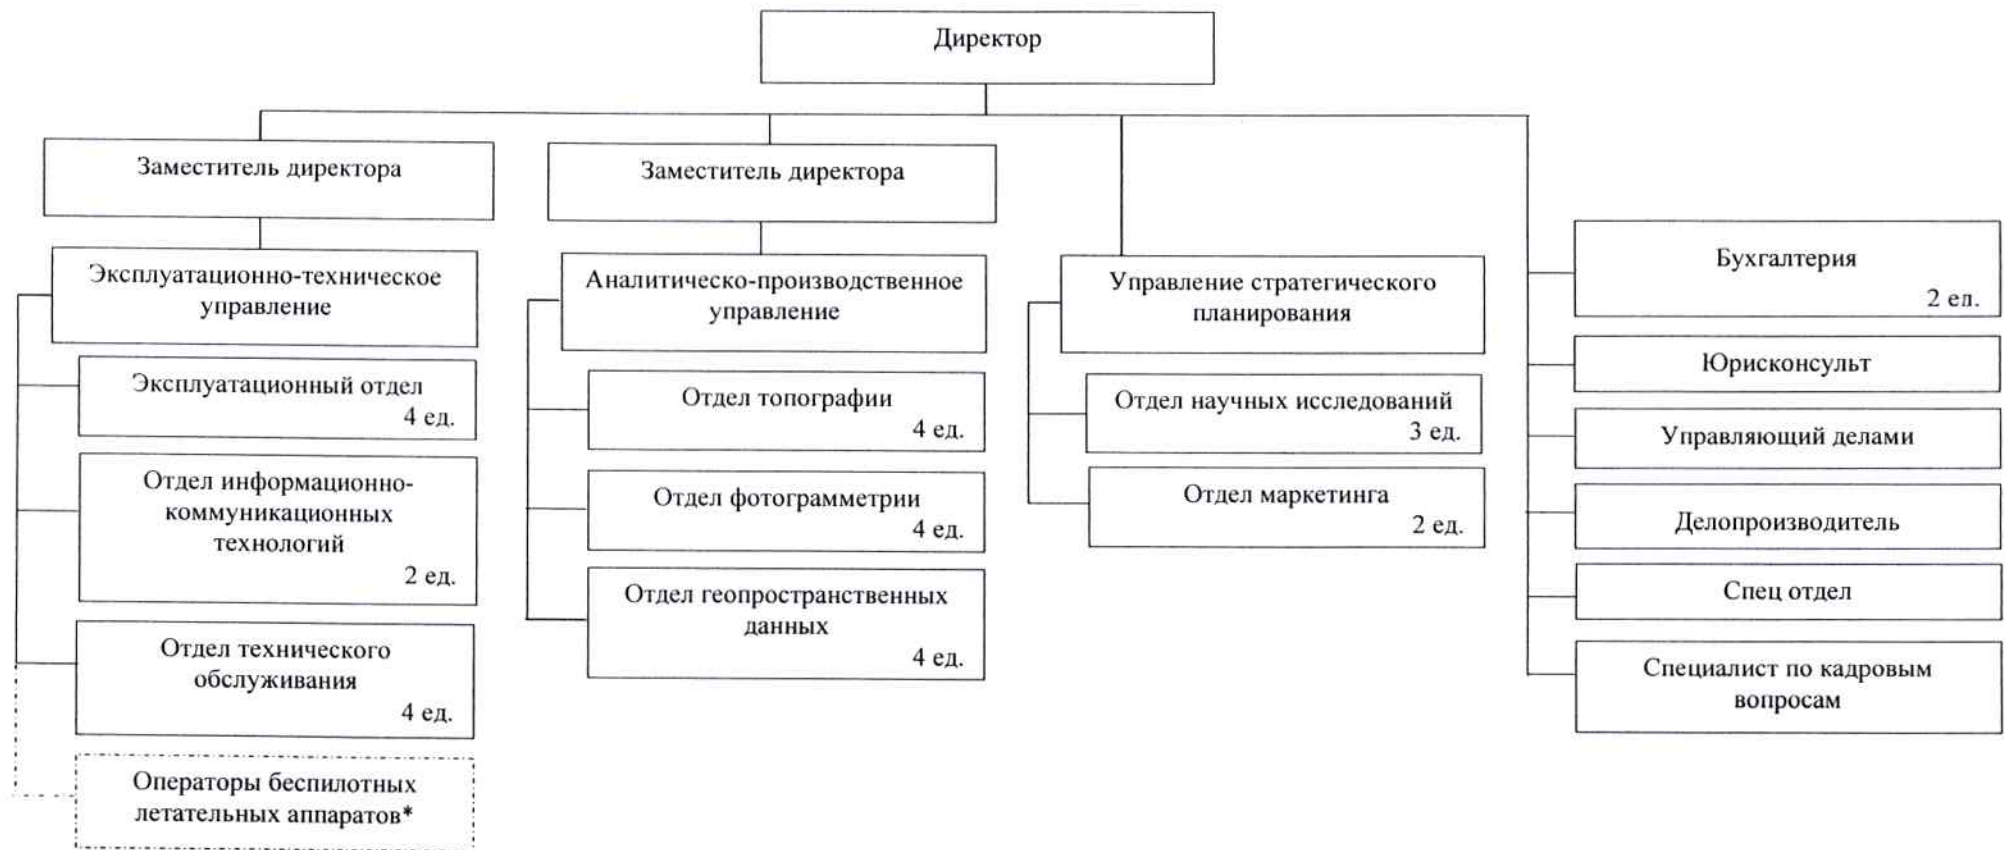 Директор
Заместитель директора
Заместитель директора
Эксплуатационно-техническое
управление
Эксплуатационный отдел
4 ед.
Отдел информационно-
коммуникационных
технологий
2 ед.
Отдел технического
обслуживания
4 ед.
Операторы беспилотных
летательных аппаратов*
Аналитическо-производственное
управление
Отдел топографии
4 ед.
Отдел фотограмметрии
4 ед.
Отдел геопространственных
данных
4 ед.
Управление стратегического
планирования
Отдел научных исследований
3 ед.
Отдел маркетинга
2 ед.
Бухгалтерия
2 ед.
Юрисконсульт
Управляющий делами
Делопроизводитель
Спец отдел
Специалист по кадровым
вопросам